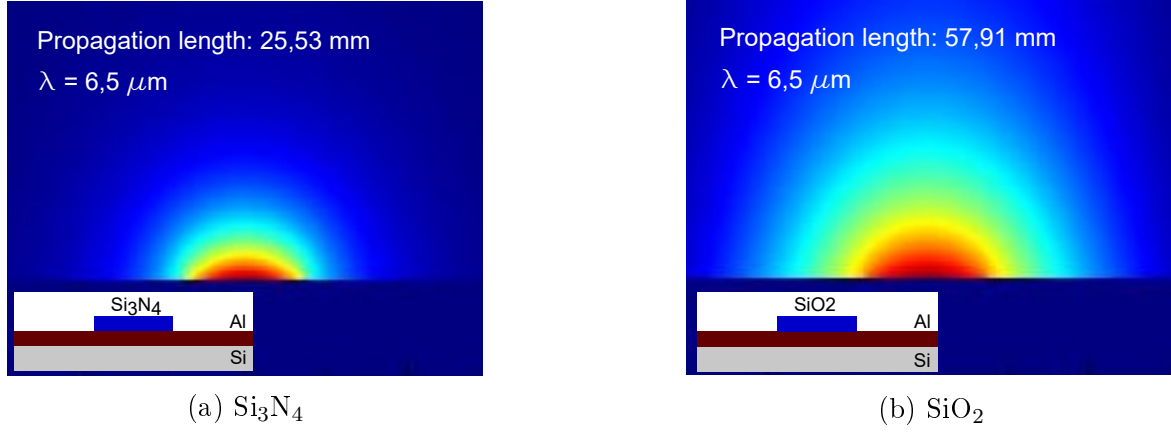 Propagation length: 25,53 mm
λ = 6,5 μm
Si₃N₄
Al
Si
(a) Si₃N₄
Propagation length: 57,91 mm
λ = 6,5 μm
SiO2
Al
Si
(b) SiO₂